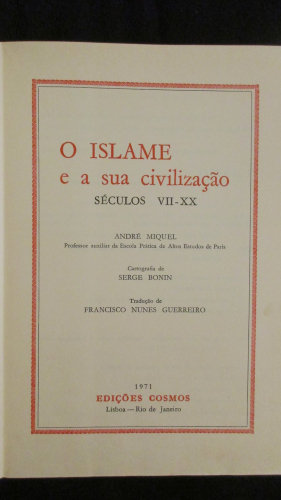 O ISLAME
e a sua civilização
SÉCULOS VII-XX
ANDRÉ MIQUEL
Professor auxiliar da Escola Prática de Altos Estudos de Paris
Cartografia de
SERGE BONIN
Tradução de
FRANCISCO NUNES GUERREIRO
1971
EDIÇÕES COSMOS
Lisboa — Rio de Janeiro